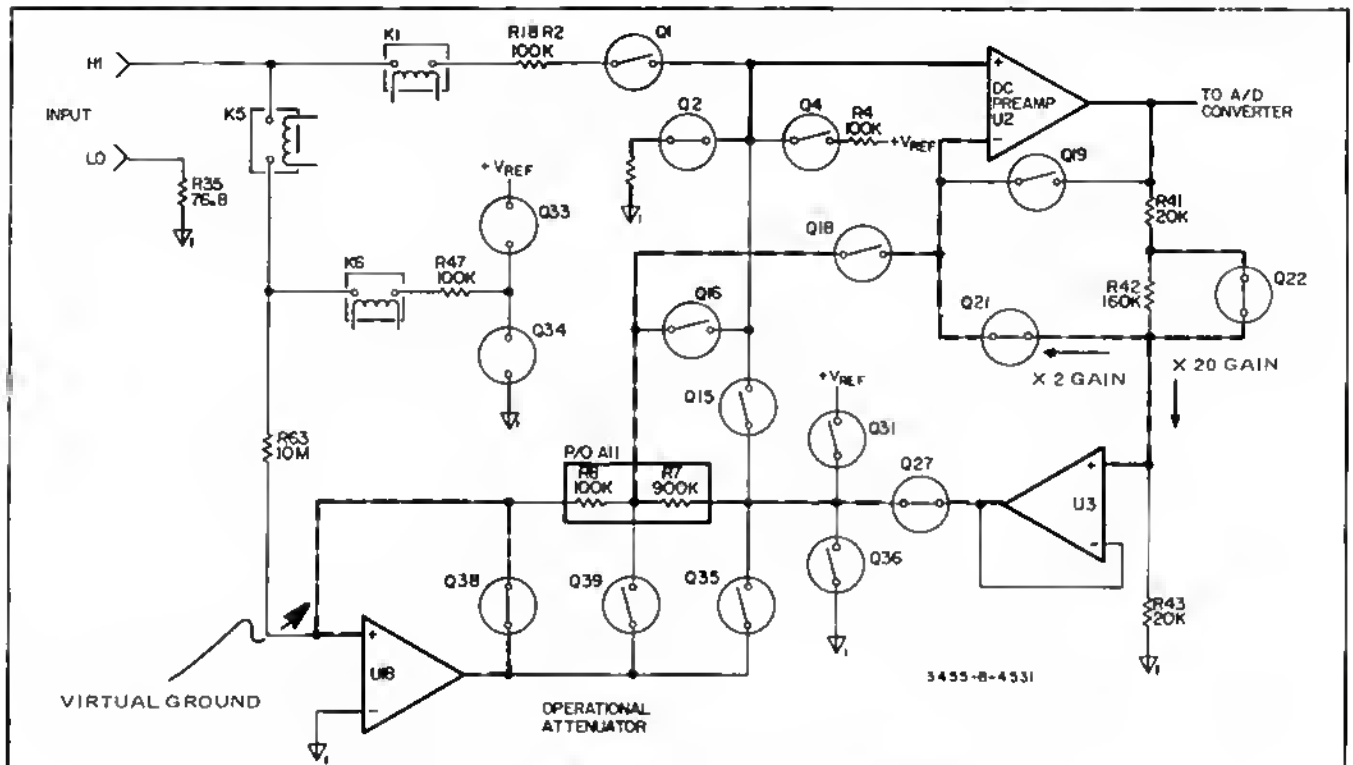 K1
R18 R2
100K
Q1
HI
INPUT
LO
K5
R35
76.8
Q2
Q4
R4
100K
+VREF
+
DC
PREAMP
U2
-
TO A/D
CONVERTER
Q19
R41
20K
+VREF
Q33
Q18
K6
R47
100K
Q34
Q16
Q21
R42
160K
Q22
X 2 GAIN
X 20 GAIN
Q15
+VREF
Q31
R63
10M
P/O A11
R6
100K
R7
900K
Q27
+
U3
-
Q38
Q39
Q35
Q36
R43
20K
+
U18
-
VIRTUAL GROUND
OPERATIONAL
ATTENUATOR
3455-B-4531